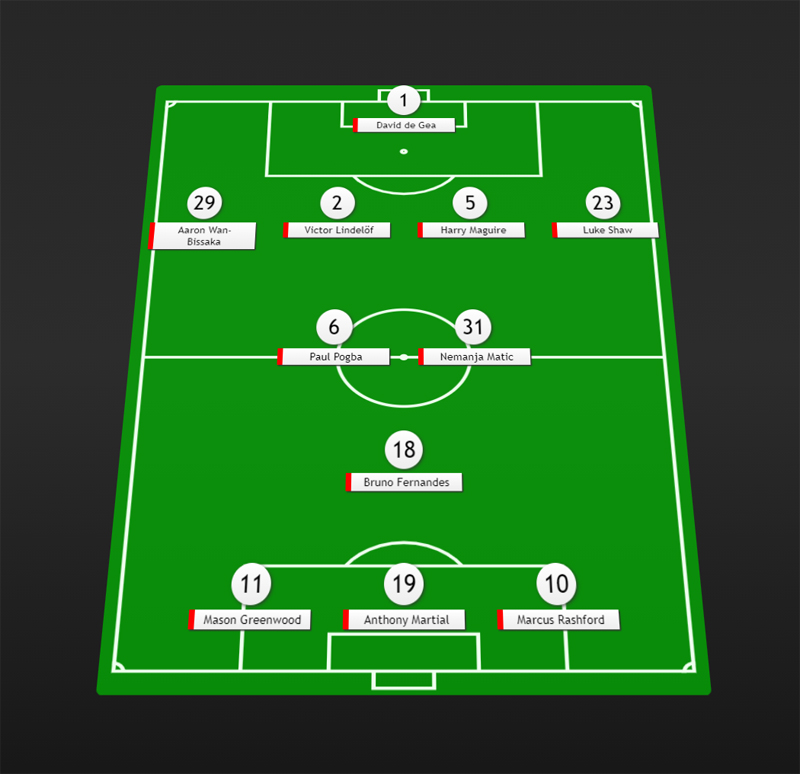 1
David de Gea
29
2
5
23
Aaron Wan-
Bissaka
Victor Lindelöf
Harry Maguire
Luke Shaw
6
31
Paul Pogba
Nemanja Matic
18
Bruno Fernandes
11
19
10
Mason Greenwood
Anthony Martial
Marcus Rashford